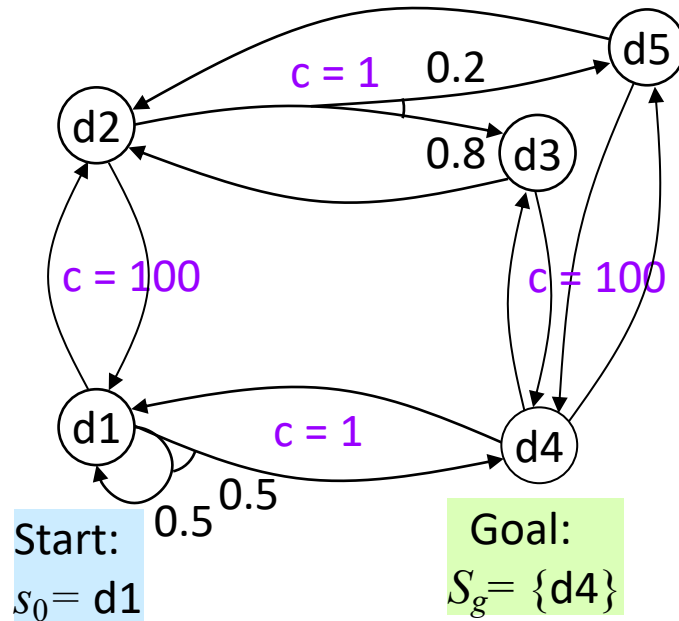 d5
c = 1
0.2
d2
0.8
d3
c = 100
c = 100
d1
c = 1
d4
0.5
0.5
Start:
s₀ = d1
Goal:
S_g = {d4}